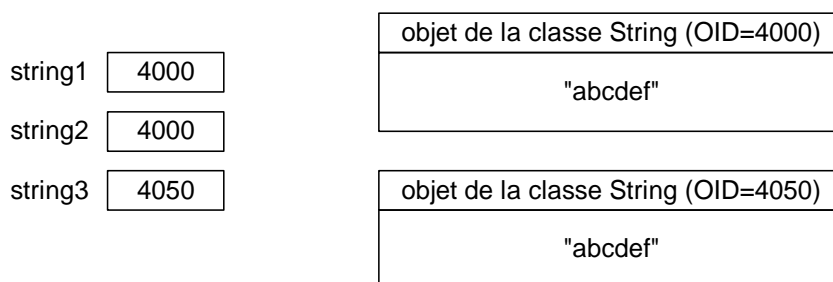 objet de la classe String (OID=4000)
string1 4000
"abcdef"
string2 4000
string3 4050
objet de la classe String (OID=4050)
"abcdef"